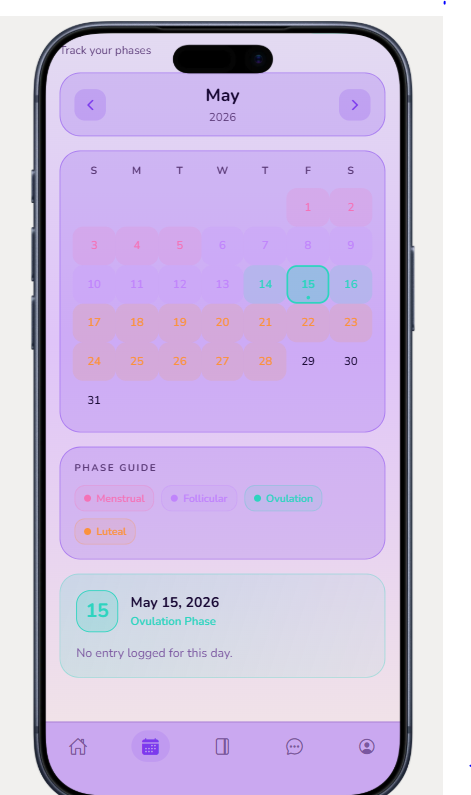 Track your phases
May
2026
S M T W T F S
1 2
3 4 5 6 7 8 9
10 11 12 13 14 15 16
17 18 19 20 21 22 23
24 25 26 27 28 29 30
31
PHASE GUIDE
Menstrual Follicular Ovulation
Luteal
15 May 15, 2026
Ovulation Phase
No entry logged for this day.